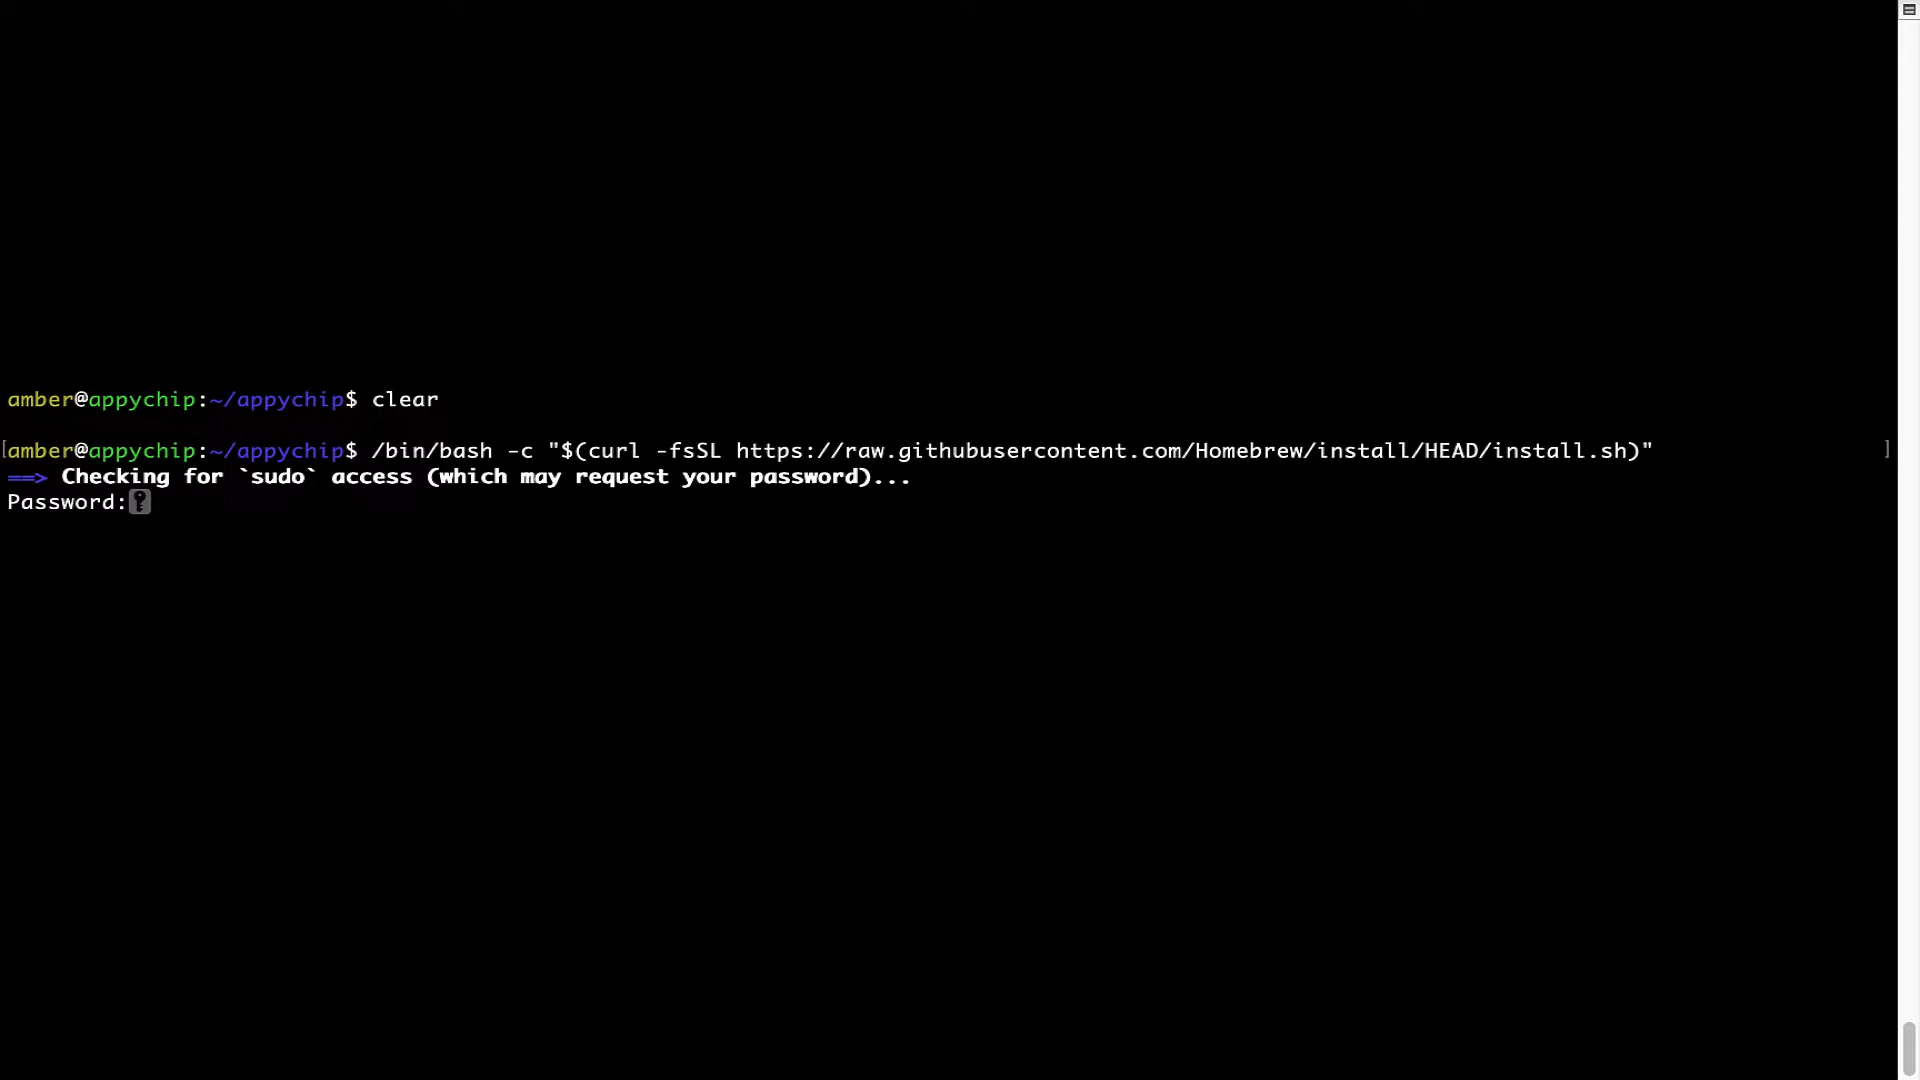 amber@appychip:~/appychip$ clear
[amber@appychip:~/appychip$ /bin/bash -c "$(curl -fsSL https://raw.githubusercontent.com/Homebrew/install/HEAD/install.sh)" ]
==> Checking for `sudo` access (which may request your password)...
Password: